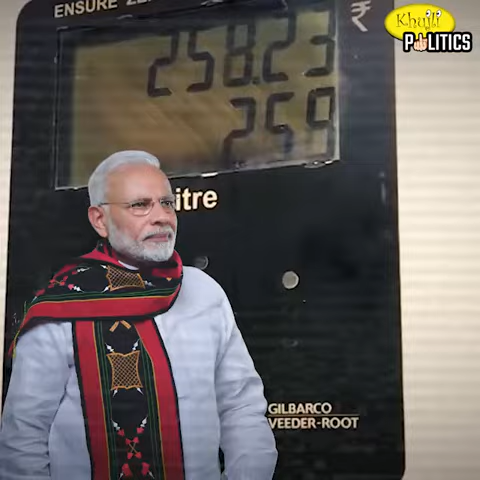 ENSURE
₹
Khujli
POLITICS
258.23
259
itre
GILBARCO
VEEDER-ROOT